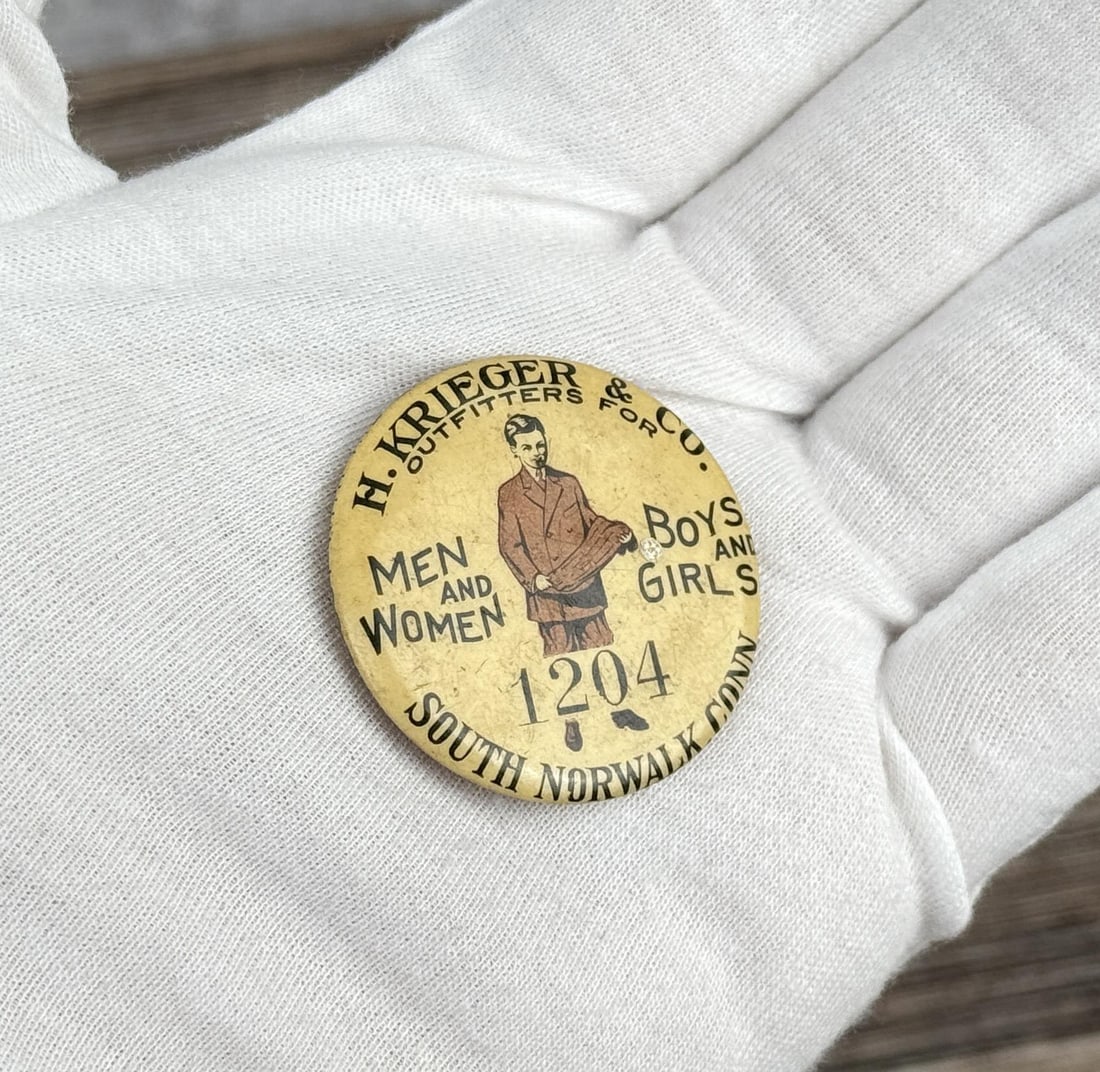 H. KRIEGER & CO.
OUTFITTERS FOR
MEN
AND
WOMEN
BOYS
AND
GIRLS
1204
SOUTH NORWALK CONN